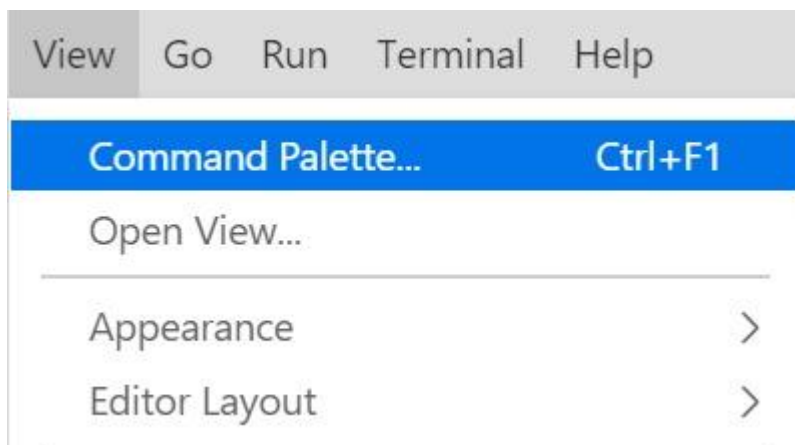 View Go Run Terminal Help
Command Palette... Ctrl+F1
Open View...
Appearance
Editor Layout